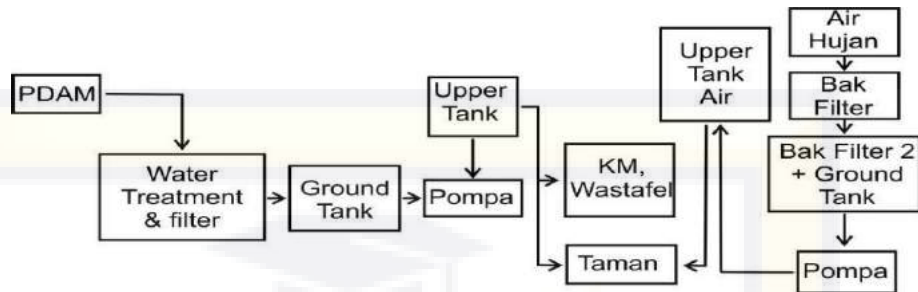 PDAM
Water
Treatment
& filter
Ground
Tank
Upper
Tank
Pompa
KM,
Wastafel
Taman
Upper
Tank
Air
Air
Hujan
Bak
Filter
Bak Filter 2
+ Ground
Tank
Pompa